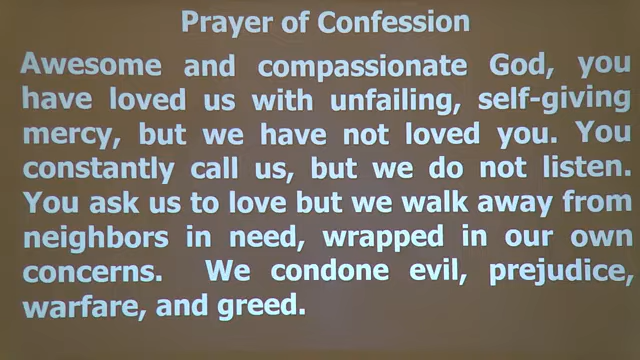 Prayer of Confession
Awesome and compassionate God, you
have loved us with unfailing, self-giving
mercy, but we have not loved you. You
constantly call us, but we do not listen.
You ask us to love but we walk away from
neighbors in need, wrapped in our own
concerns. We condone evil, prejudice,
warfare, and greed.